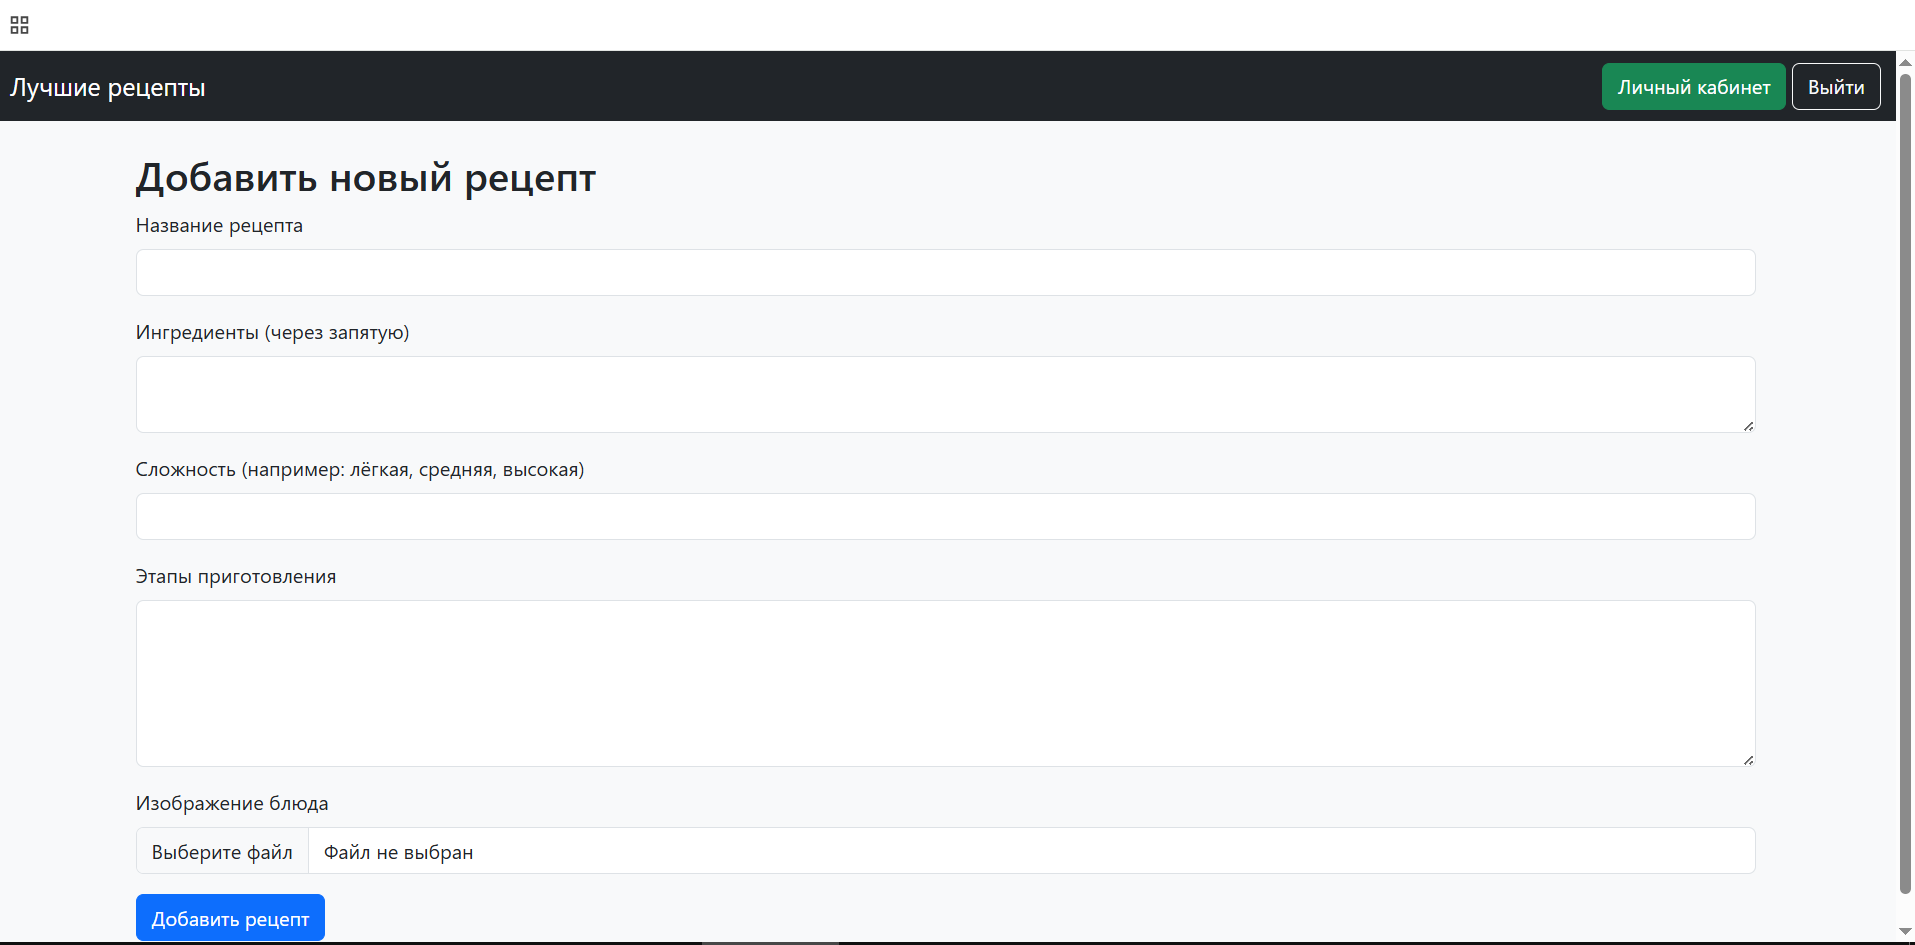 Лучшие рецепты
Личный кабинет
Выйти
Добавить новый рецепт
Название рецепта
Ингредиенты (через запятую)
Сложность (например: лёгкая, средняя, высокая)
Этапы приготовления
Изображение блюда
Выберите файл
Файл не выбран
Добавить рецепт